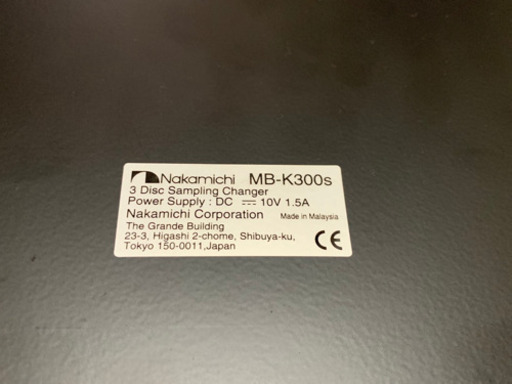 Nakamichi MB-K300s
3 Disc Sampling Changer
Power Supply : DC ⎓ 10V 1.5A
Nakamichi Corporation Made in Malaysia
The Grande Building
23-3, Higashi 2-chome, Shibuya-ku,
Tokyo 150-0011,Japan
CE